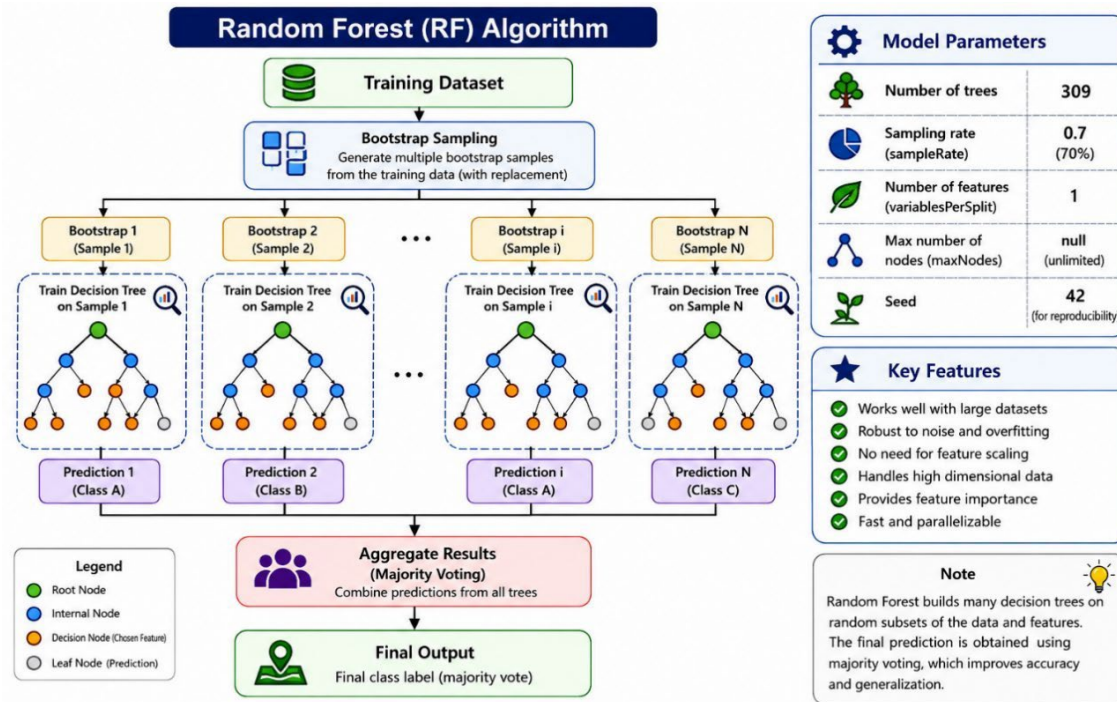 Random Forest (RF) Algorithm
Training Dataset
Bootstrap Sampling
Generate multiple bootstrap samples
from the training data (with replacement)
Bootstrap 1
(Sample 1)
Bootstrap 2
(Sample 2)
...
Bootstrap i
(Sample i)
Bootstrap N
(Sample N)
Train Decision Tree
on Sample 1
Train Decision Tree
on Sample 2
...
Train Decision Tree
on Sample i
Train Decision Tree
on Sample N
Prediction 1
(Class A)
Prediction 2
(Class B)
Prediction i
(Class A)
Prediction N
(Class C)
Aggregate Results
(Majority Voting)
Combine predictions from all trees
Final Output
Final class label (majority vote)
Legend
Root Node
Internal Node
Decision Node (Chosen Feature)
Leaf Node (Prediction)
Model Parameters
Number of trees 309
Sampling rate 0.7
(sampleRate) (70%)
Number of features
(variablesPerSplit) 1
Max number of null
nodes (maxNodes) (unlimited)
Seed 42
(for reproducibility
Key Features
Works well with large datasets
Robust to noise and overfitting
No need for feature scaling
Handles high dimensional data
Provides feature importance
Fast and parallelizable
Note
Random Forest builds many decision trees on
random subsets of the data and features.
The final prediction is obtained using
majority voting, which improves accuracy
and generalization.